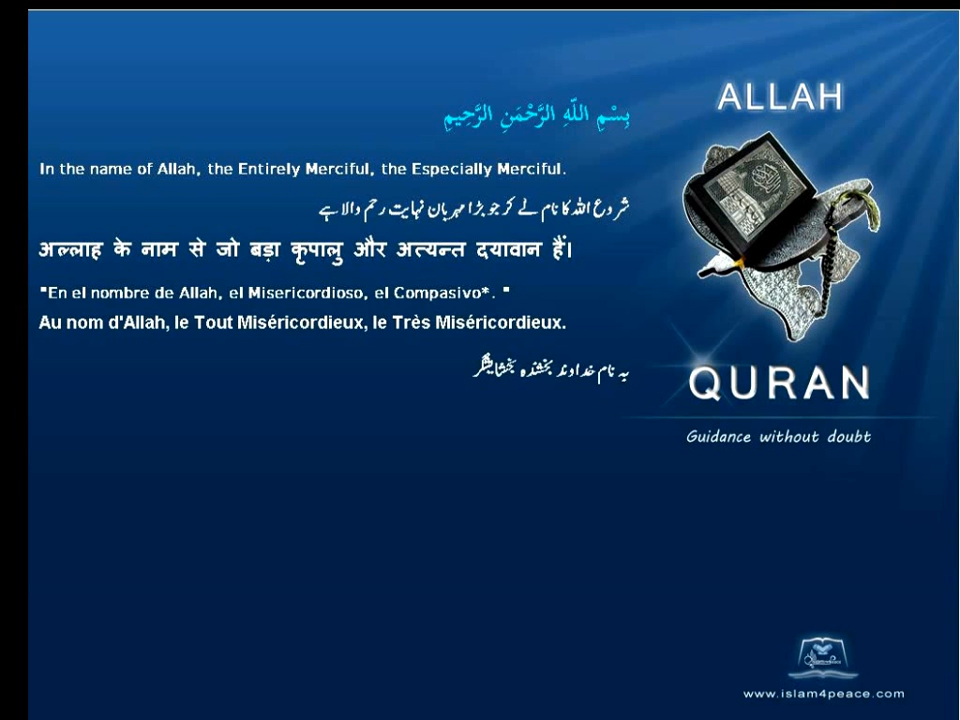 بِسْمِ اللَّهِ الرَّحْمَنِ الرَّحِيمِ
In the name of Allah, the Entirely Merciful, the Especially Merciful.
شروع اللہ کا نام لے کر جو بڑا مہربان نہایت رحم والا ہے
अल्लाह के नाम से जो बड़ा कृपालु और अत्यन्त दयावान हैं।
"En el nombre de Allah, el Misericordioso, el Compasivo*. "
Au nom d'Allah, le Tout Miséricordieux, le Très Miséricordieux.
به نام خداوند بخشنده بخشایشگر
ALLAH
QURAN
Guidance without doubt
www.islam4peace.com